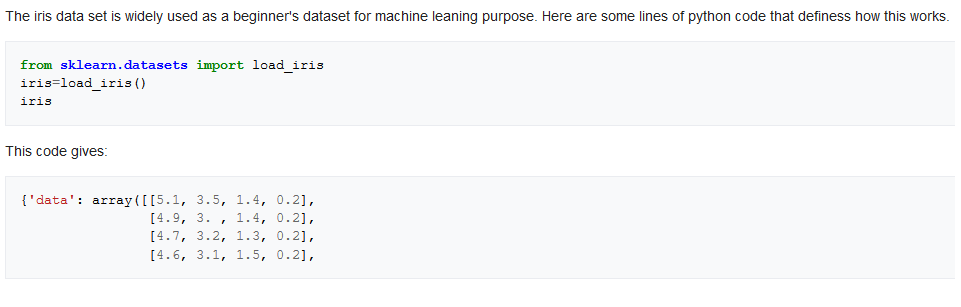 The iris data set is widely used as a beginner's dataset for machine leaning purpose. Here are some lines of python code that definess how this works.
from sklearn.datasets import load_iris
iris=load_iris()
iris
This code gives:
{'data': array([[5.1, 3.5, 1.4, 0.2],
[4.9, 3. , 1.4, 0.2],
[4.7, 3.2, 1.3, 0.2],
[4.6, 3.1, 1.5, 0.2],